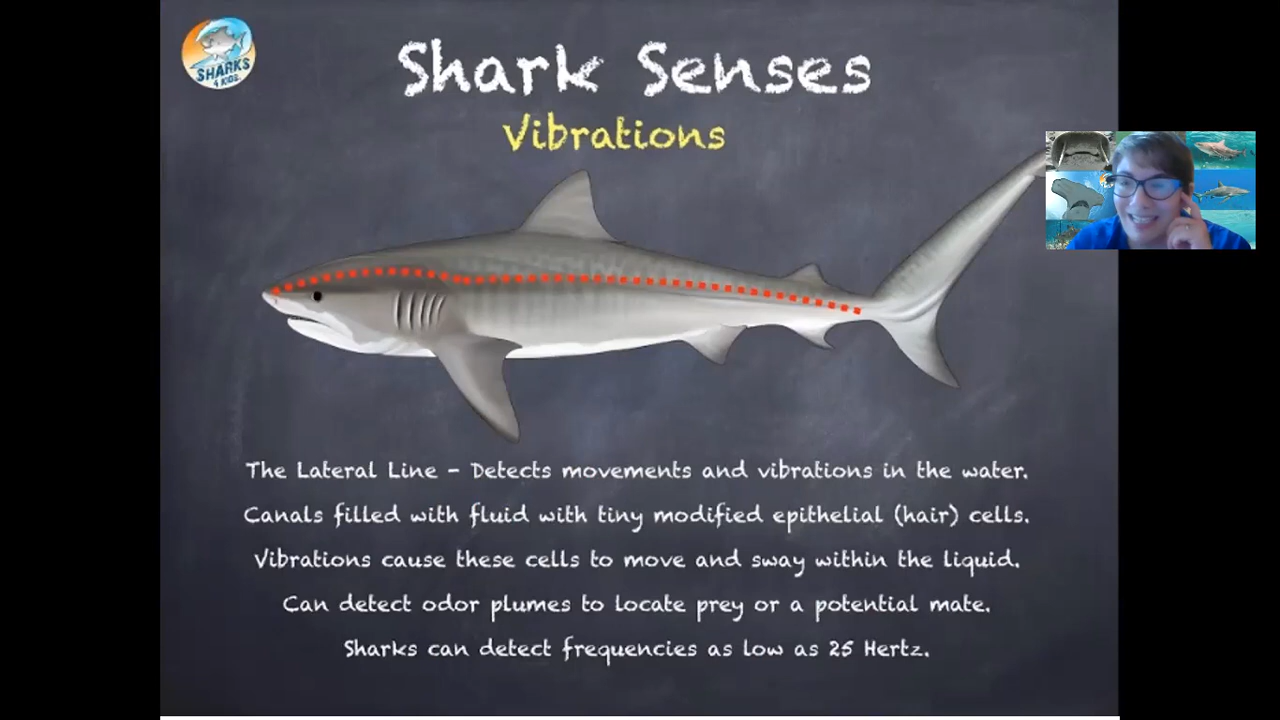 SHARKS
4 KIDS
Shark Senses
Vibrations
The Lateral Line - Detects movements and vibrations in the water.
Canals filled with fluid with tiny modified epithelial (hair) cells.
Vibrations cause these cells to move and sway within the liquid.
Can detect odor plumes to locate prey or a potential mate.
Sharks can detect frequencies as low as 25 Hertz.